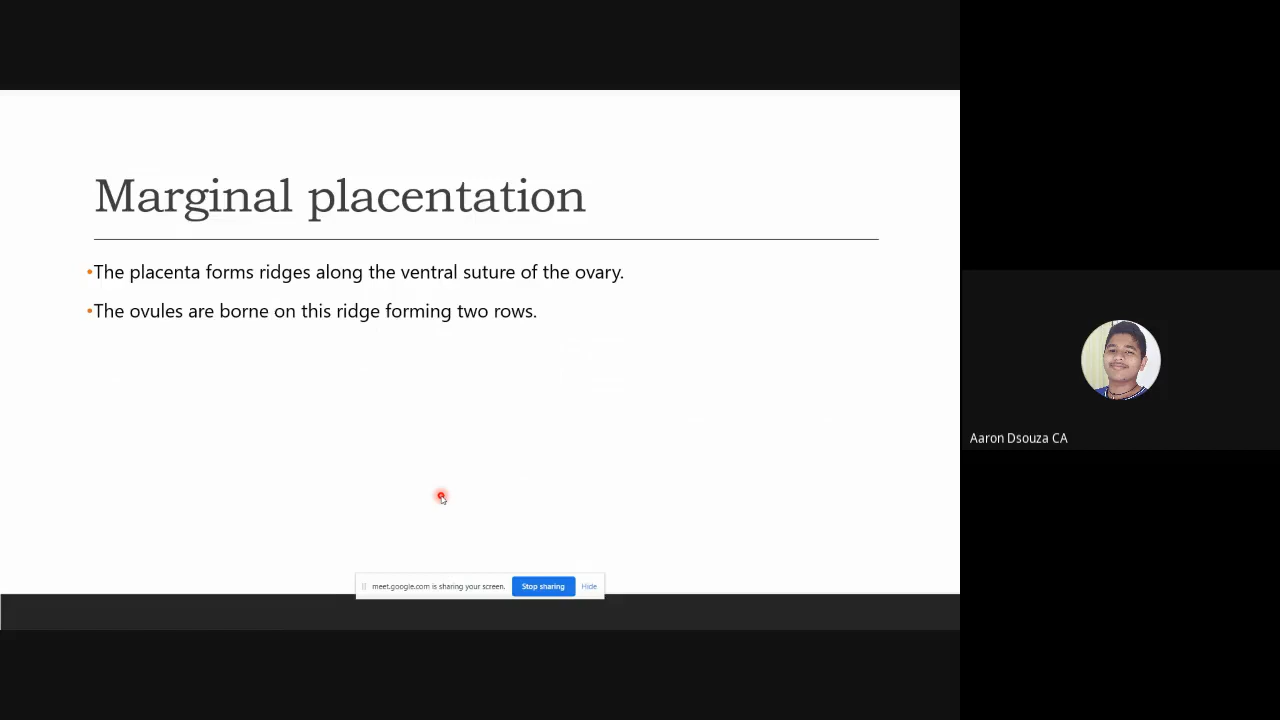 Marginal placentation
•The placenta forms ridges along the ventral suture of the ovary.
•The ovules are borne on this ridge forming two rows.
meet.google.com is sharing your screen. Stop sharing Hide
Aaron Dsouza CA